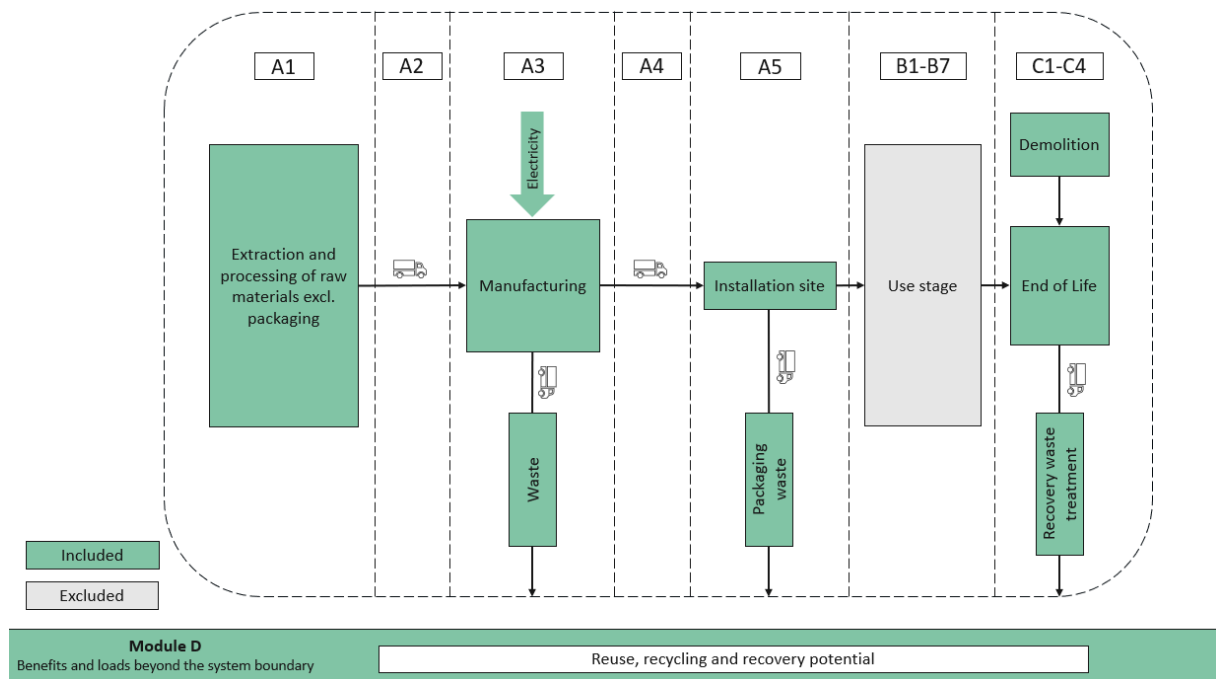 A1
A2
A3
A4
A5
B1-B7
C1-C4
Electricity
Demolition
Extraction and
processing of raw
materials excl.
packaging
Manufacturing
Installation site
Use stage
End of Life
Waste
Packaging
waste
Recovery waste
treatment
Included
Excluded
Module D
Benefits and loads beyond the system boundary
Reuse, recycling and recovery potential